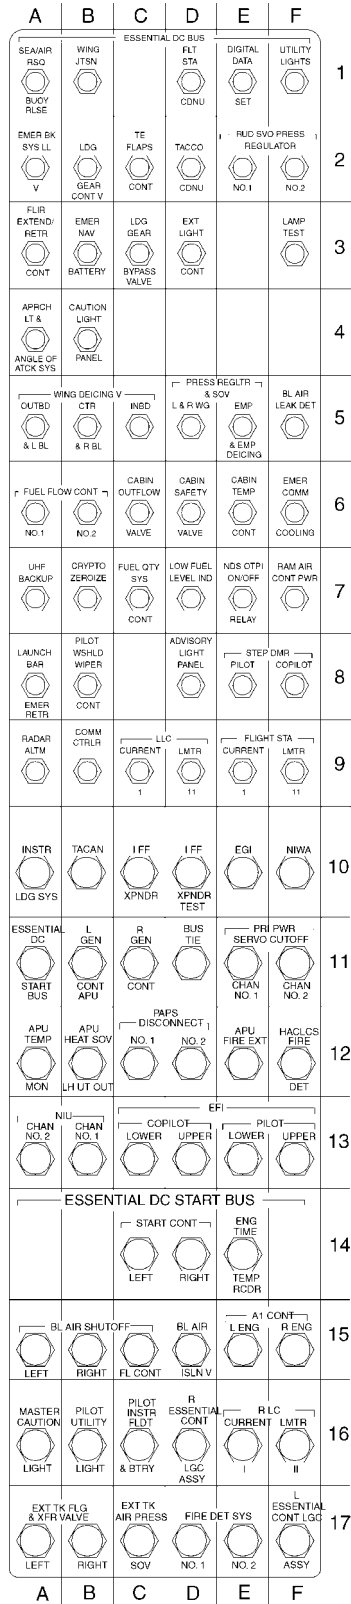 A B C D E F
ESSENTIAL DC BUS
SEA/AIR WING FLT DIGITAL UTILITY
RSQ JTSN STA DATA LIGHTS
1
BUOY CDNU SET
RLSE
EMER BK TE RUD SVO PRESS
SYS LL LDG FLAPS TACCO REGULATOR
2
V GEAR CONT CDNU NO.1 NO.2
CONT V
FLIR
EXTEND/ EMER LDG EXT LAMP
RETR NAV GEAR LIGHT TEST
3
CONT BATTERY BYPASS CONT
VALVE
APRCH CAUTION
LT & LIGHT
4
ANGLE OF PANEL
ATCK SYS
WING DEICING V PRESS REGLTR
& SOV BL AIR
OUTBD CTR INBD L & R WG EMP LEAK DET
5
& L BL & R BL & EMP
DEICING
CABIN CABIN CABIN EMER
FUEL FLOW CONT OUTFLOW SAFETY TEMP COMM
6
NO.1 NO.2 VALVE VALVE CONT COOLING
UHF CRYPTO FUEL QTY LOW FUEL NDS OTPI RAM AIR
BACKUP ZEROIZE SYS LEVEL IND ON/OFF CONT PWR
7
CONT RELAY
PILOT ADVISORY
LAUNCH WSHLD LIGHT STEP DMR
BAR WIPER PANEL PILOT COPILOT
8
EMER CONT
RETR
RADAR COMM LLC FLIGHT STA
ALTM CTRLR CURRENT LMTR CURRENT LMTR
9
1 11 1 11
INSTR TACAN I FF I FF EGI NIWA
10
LDG SYS XPNDR XPNDR
TEST
ESSENTIAL L R BUS PRI PWR
DC GEN GEN TIE SERVO CUTOFF
11
START CONT CONT CHAN CHAN
BUS APU NO. 1 NO. 2
PAPS
APU APU DISCONNECT APU HACLCS
TEMP HEAT SOV NO. 1 NO. 2 FIRE EXT FIRE
12
MON LH UT OUT DET
NIU EFI
CHAN CHAN COPILOT PILOT
NO. 2 NO. 1 LOWER UPPER LOWER UPPER
13
ESSENTIAL DC START BUS
START CONT ENG
TIME
14
LEFT RIGHT TEMP
RCDR
BL AIR SHUTOFF BL AIR A1 CONT
L ENG R ENG
15
LEFT RIGHT FL CONT ISLN V
MASTER PILOT PILOT R
CAUTION UTILITY INSTR ESSENTIAL R LC
FLDT CONT CURRENT LMTR
16
LIGHT LIGHT & BTRY LGC I II
ASSY
EXT TK FLG EXT TK FIRE DET SYS L
& XFR VALVE AIR PRESS ESSENTIAL
CONT LGC
17
LEFT RIGHT SOV NO. 1 NO. 2 ASSY
A B C D E F